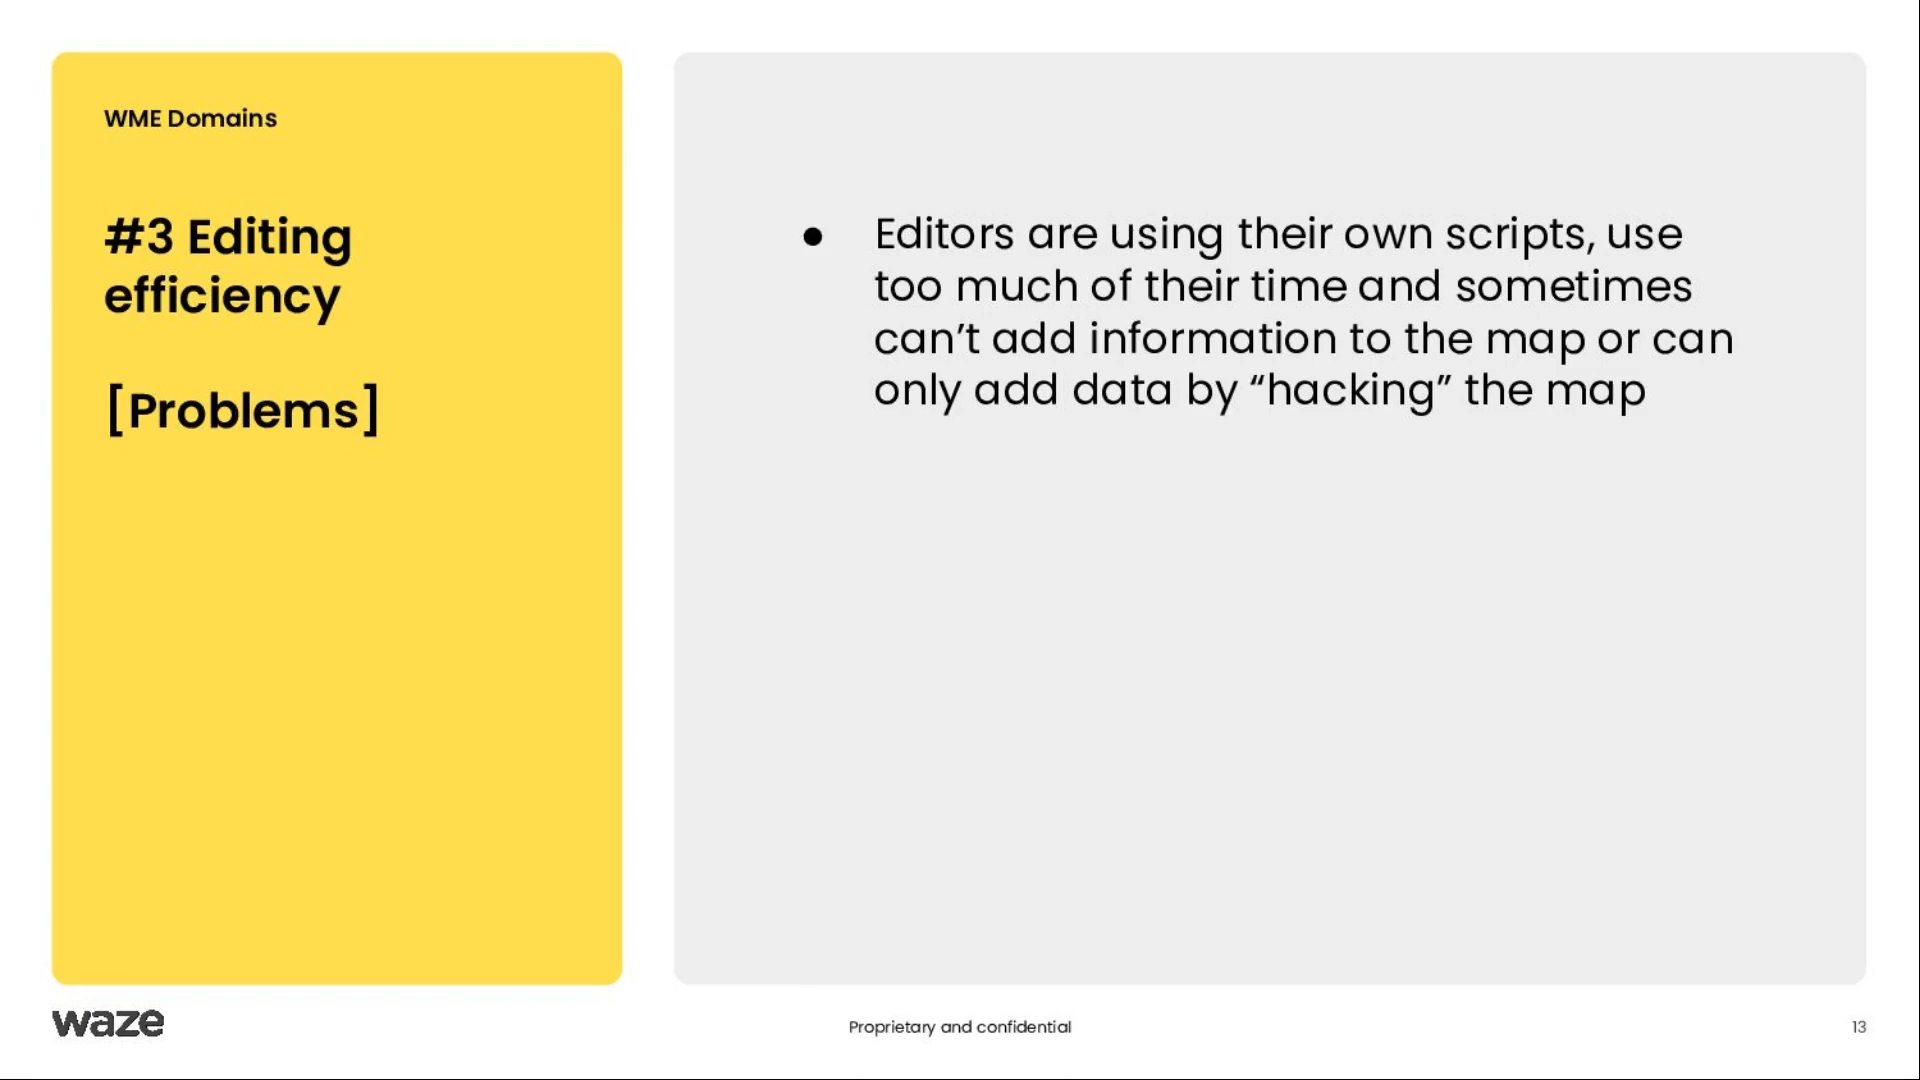 WME Domains
#3 Editing
efficiency
[Problems]
● Editors are using their own scripts, use
too much of their time and sometimes
can’t add information to the map or can
only add data by “hacking” the map
waze
Proprietary and confidential
13